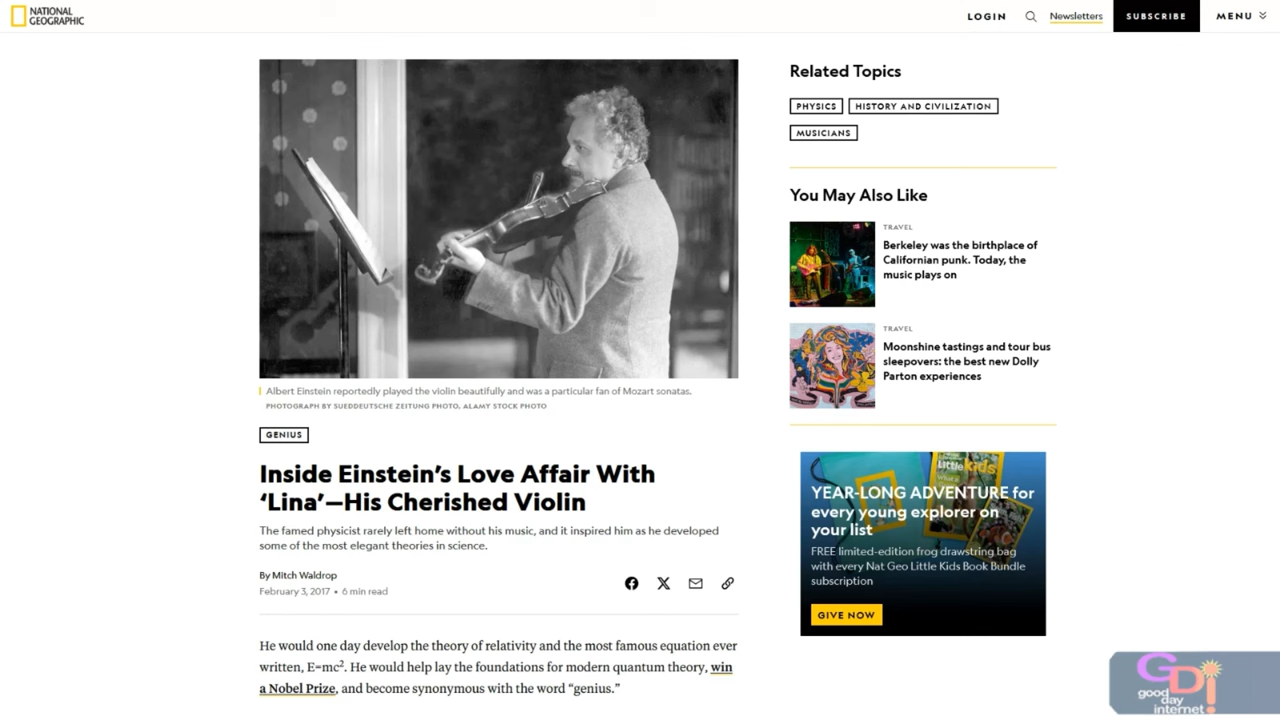 NATIONAL
GEOGRAPHIC
LOGIN
Newsletters
SUBSCRIBE
MENU
Albert Einstein reportedly played the violin beautifully and was a particular fan of Mozart sonatas.
PHOTOGRAPH BY SUEDDEUTSCHE ZEITUNG PHOTO, ALAMY STOCK PHOTO
GENIUS
Inside Einstein’s Love Affair With
‘Lina’—His Cherished Violin
The famed physicist rarely left home without his music, and it inspired him as he developed
some of the most elegant theories in science.
By Mitch Waldrop
February 3, 2017 • 6 min read
He would one day develop the theory of relativity and the most famous equation ever
written, E=mc². He would help lay the foundations for modern quantum theory, win
a Nobel Prize, and become synonymous with the word “genius.”
Related Topics
PHYSICS
HISTORY AND CIVILIZATION
MUSICIANS
You May Also Like
TRAVEL
Berkeley was the birthplace of
Californian punk. Today, the
music plays on
TRAVEL
Moonshine tastings and tour bus
sleepovers: the best new Dolly
Parton experiences
Little kids
YEAR-LONG ADVENTURE for
every young explorer on
your list
FREE limited-edition frog drawstring bag
with every Nat Geo Little Kids Book Bundle
subscription
GIVE NOW
GDi
good
day
internet